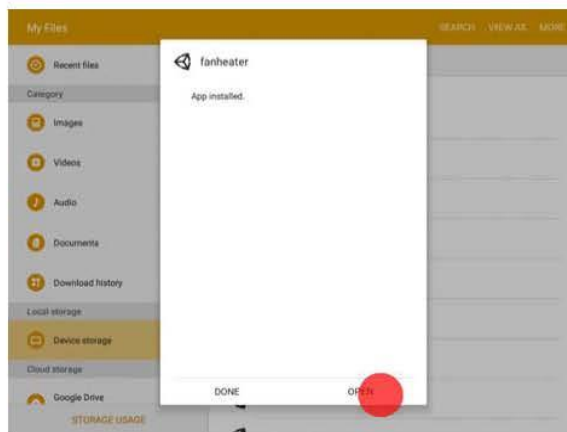 My Files
SEARCH VIEW AS MORE
Recent files
Category
Images
Videos
Audio
Documents
Download history
Local storage
Device storage
Cloud storage
Google Drive
STORAGE USAGE
fanheater
App installed.
DONE OPEN